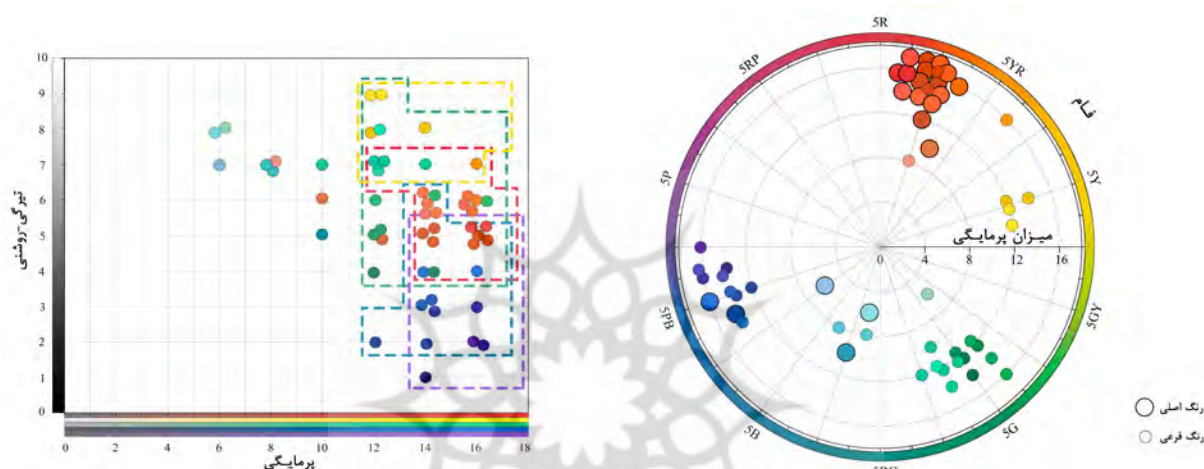 10
9
8
7
6
5
4
3
2
1
0
تیرگی-روشنی
0 2 4 6 8 10 12 14 16 18
پرمایگی
5R
5YR
5Y
5GY
5G
5BG
5B
5PB
5P
5RP
فام
میزان پرمایگی
0 4 8 12 16
رنگ اصلی
رنگ فرعی